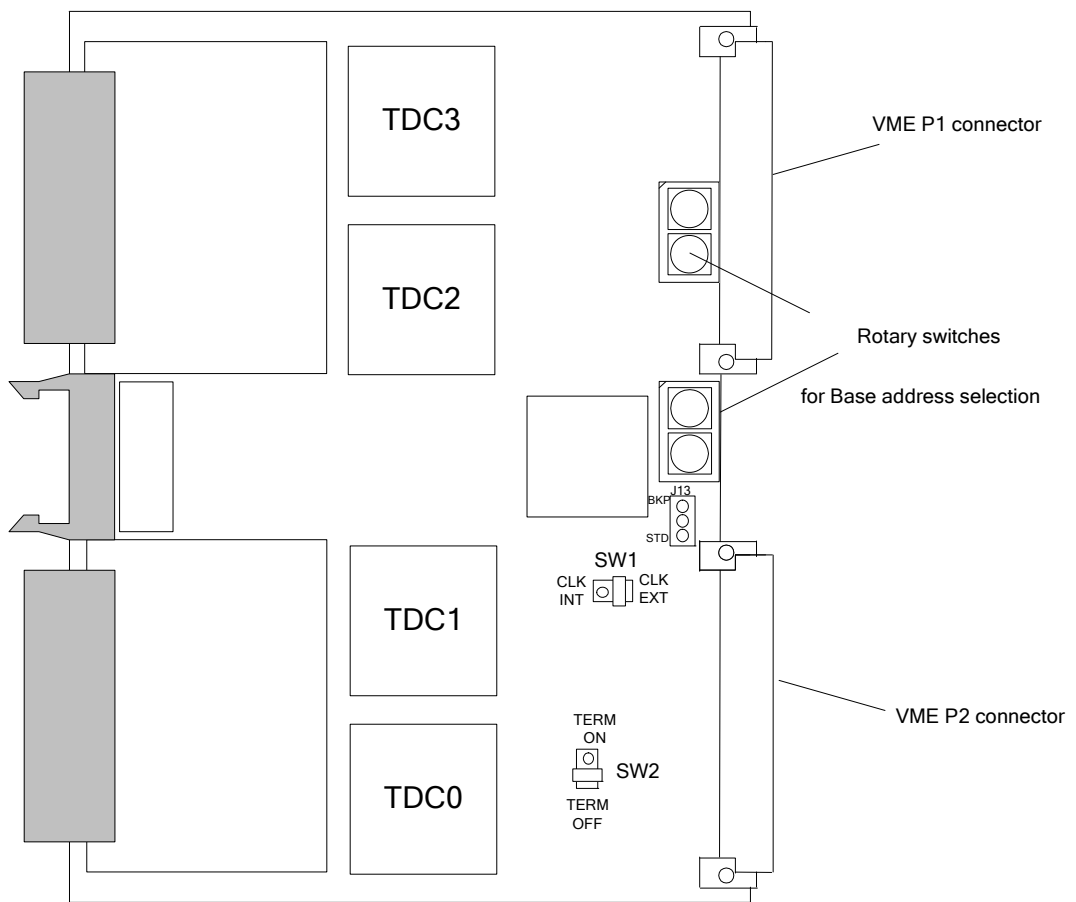 TDC3
VME P1 connector
TDC2
Rotary switches
for Base address selection
J13
BKP
STD
SW1
CLK
INT
CLK
EXT
TDC1
VME P2 connector
TERM
ON
SW2
TDC0
TERM
OFF